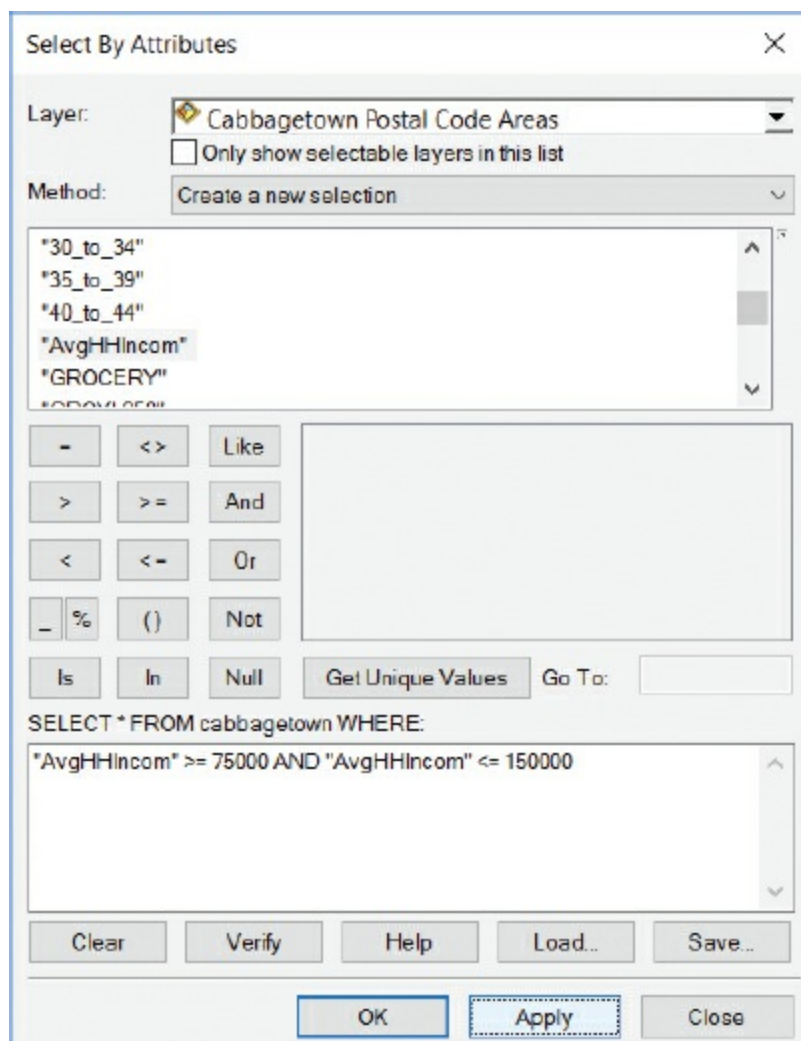 Select By Attributes
Layer: Cabbagetown Postal Code Areas
Only show selectable layers in this list
Method: Create a new selection
"30_to_34"
"35_to_39"
"40_to_44"
"AvgHHIncom"
"GROCERY"
= <> Like
> >= And
< <= Or
_ % () Not
Is In Null Get Unique Values Go To:
SELECT * FROM cabbagetown WHERE:
"AvgHHIncom" >= 75000 AND "AvgHHIncom" <= 150000
Clear Verify Help Load... Save...
OK Apply Close